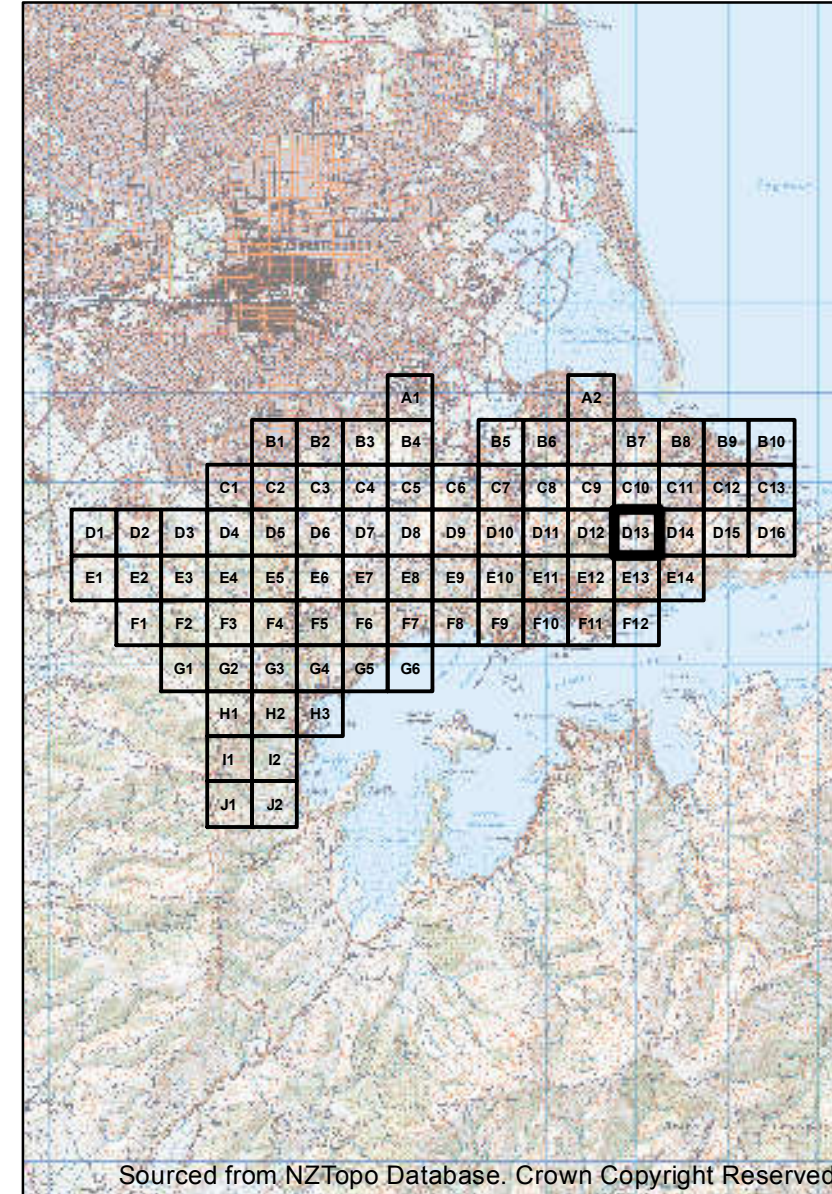 A1 A2
B1 B2 B3 B4 B5 B6 B7 B8 B9 B10
C1 C2 C3 C4 C5 C6 C7 C8 C9 C10 C11 C12 C13
D1 D2 D3 D4 D5 D6 D7 D8 D9 D10 D11 D12 D13 D14 D15 D16
E1 E2 E3 E4 E5 E6 E7 E8 E9 E10 E11 E12 E13 E14
F1 F2 F3 F4 F5 F6 F7 F8 F9 F10 F11 F12
G1 G2 G3 G4 G5 G6
H1 H2 H3
I1 I2
J1 J2
Sourced from NZTopo Database. Crown Copyright Reserved